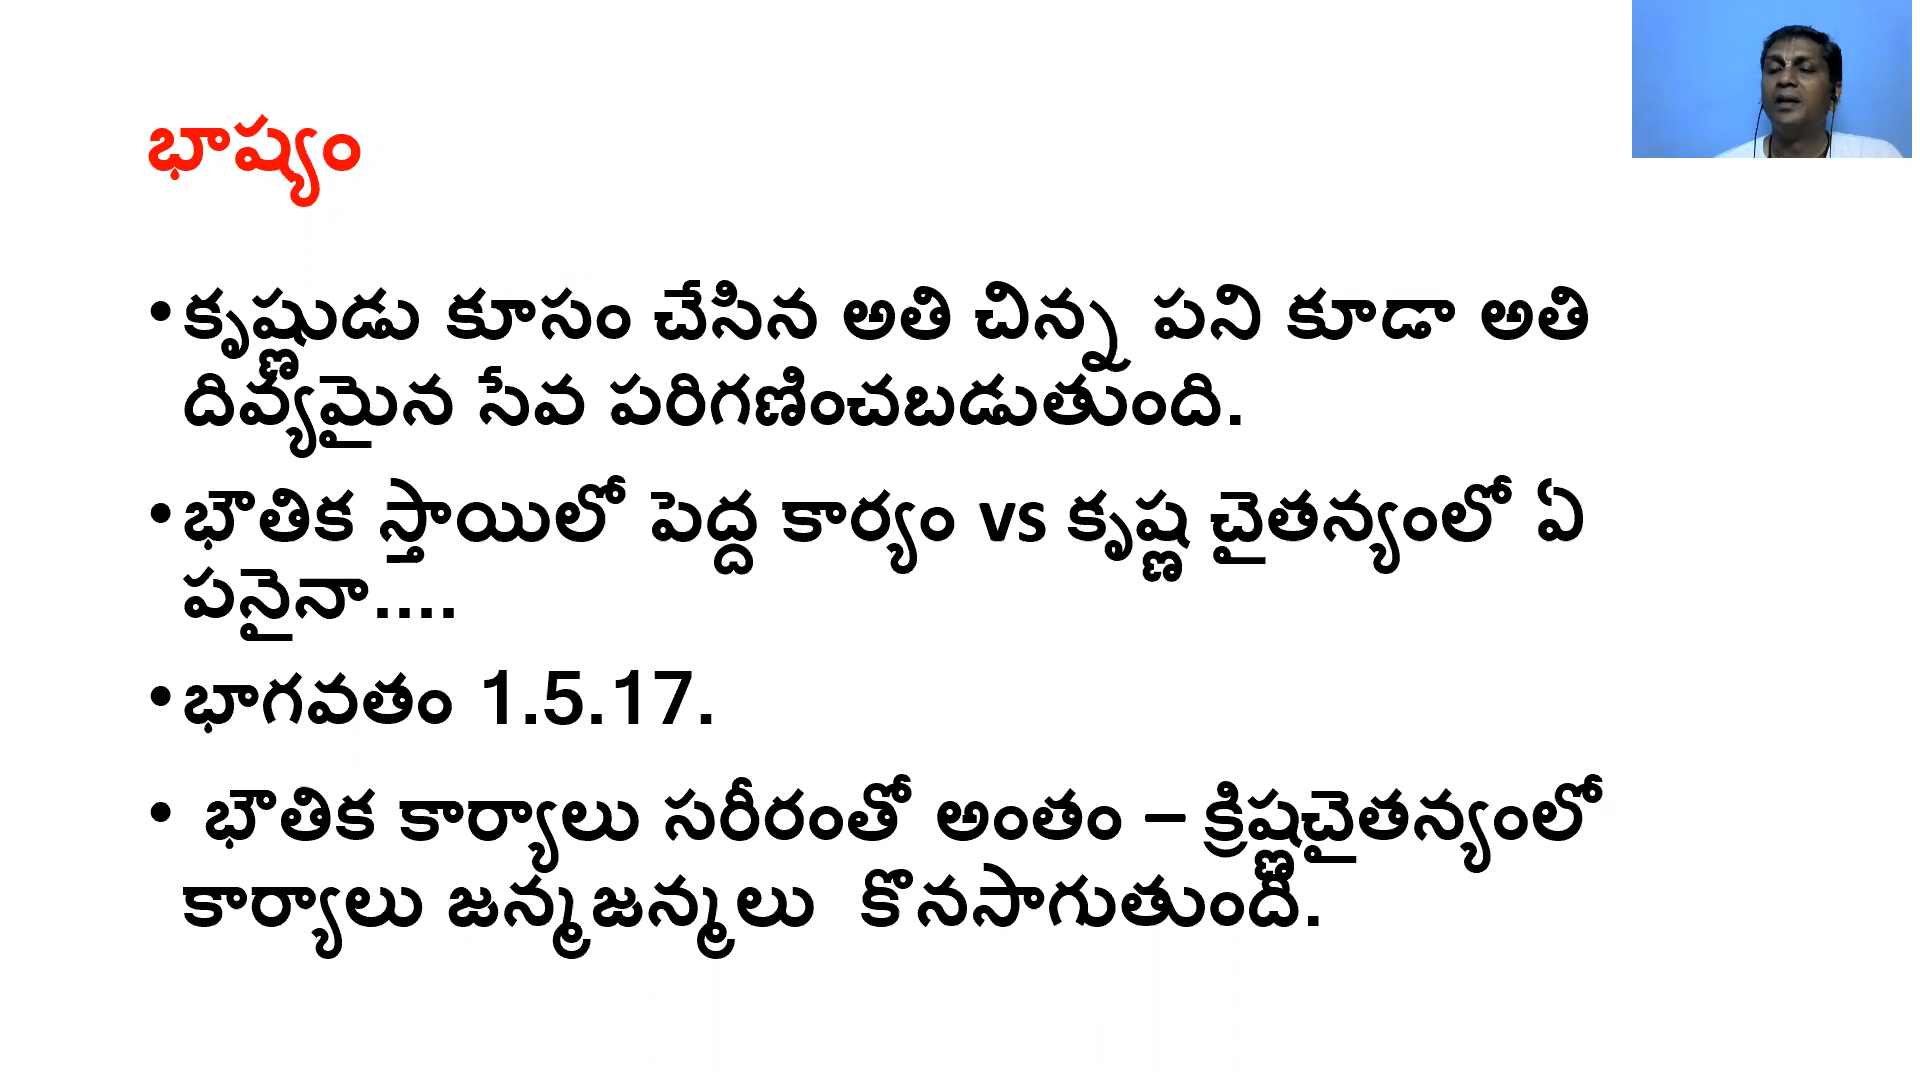 భాష్యం
•కృష్ణుడు కూసం చేసిన అతి చిన్న పని కూడా అతి
దివ్యమైన సేవ పరిగణించబడుతుంది.
•భౌతిక స్తాయిలో పెద్ద కార్యం vs కృష్ణ చైతన్యంలో ఏ
పనైనా....
•భాగవతం 1.5.17.
• భౌతిక కార్యాలు సరీరంతో అంతం – క్రిష్ణచైతన్యంలో
కార్యాలు జన్మజన్మలు కొనసాగుతుంది.